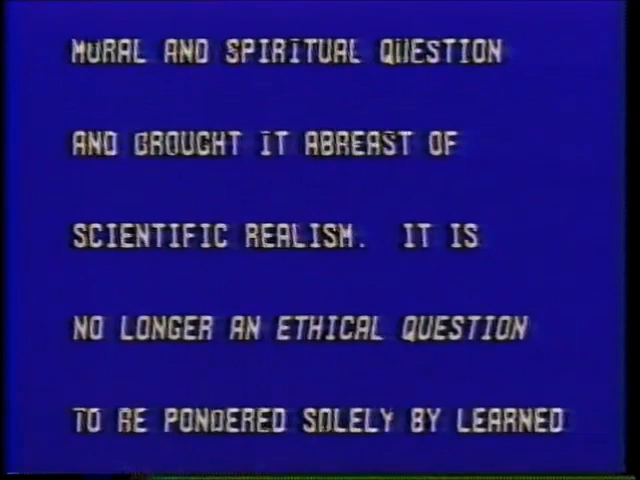 MORAL AND SPIRITUAL QUESTION
AND BROUGHT IT ABREAST OF
SCIENTIFIC REALISM. IT IS
NO LONGER AN ETHICAL QUESTION
TO BE PONDERED SOLELY BY LEARNED